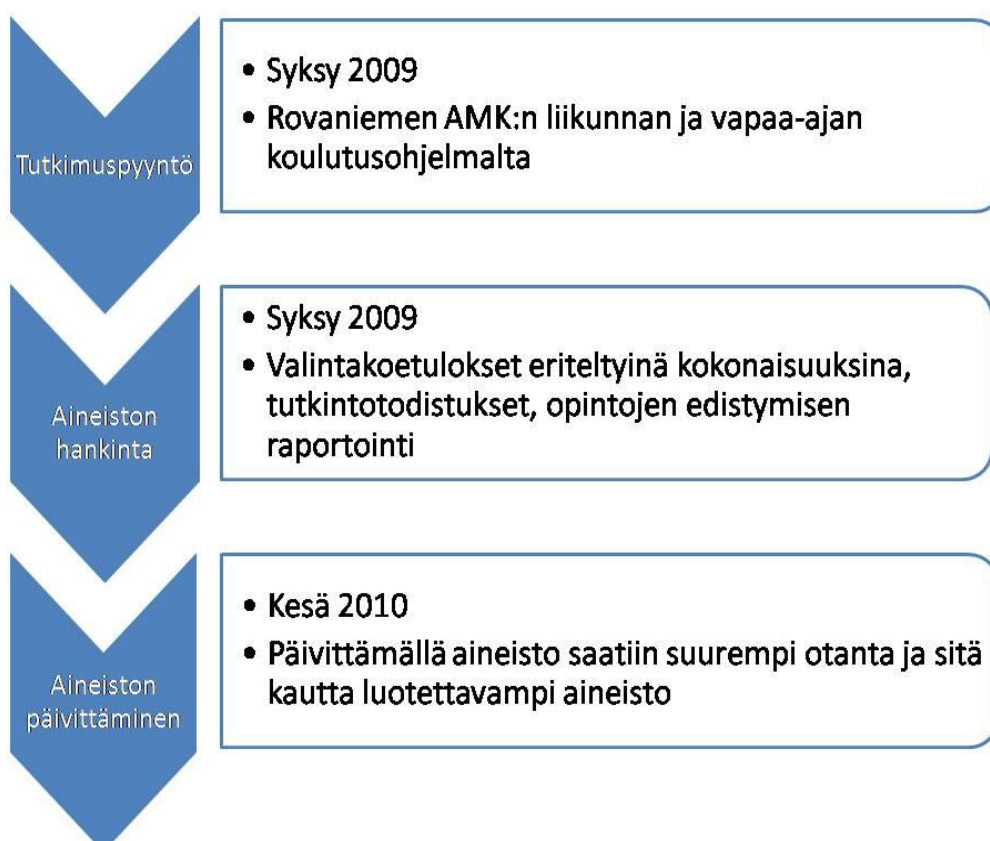 Tutkimuspyyntö
• Syksy 2009
• Rovaniemen AMK:n liikunnan ja vapaa-ajan
koulutusohjelmalta
Aineiston
hankinta
• Syksy 2009
• Valintakoetulokset eriteltyinä kokonaisuuksina,
tutkintotodistukset, opintojen edistymisen
raportointi
Aineiston
päivittäminen
• Kesä 2010
• Päivittämällä aineisto saatiin suurempi otanta ja sitä
kautta luotettavampi aineisto